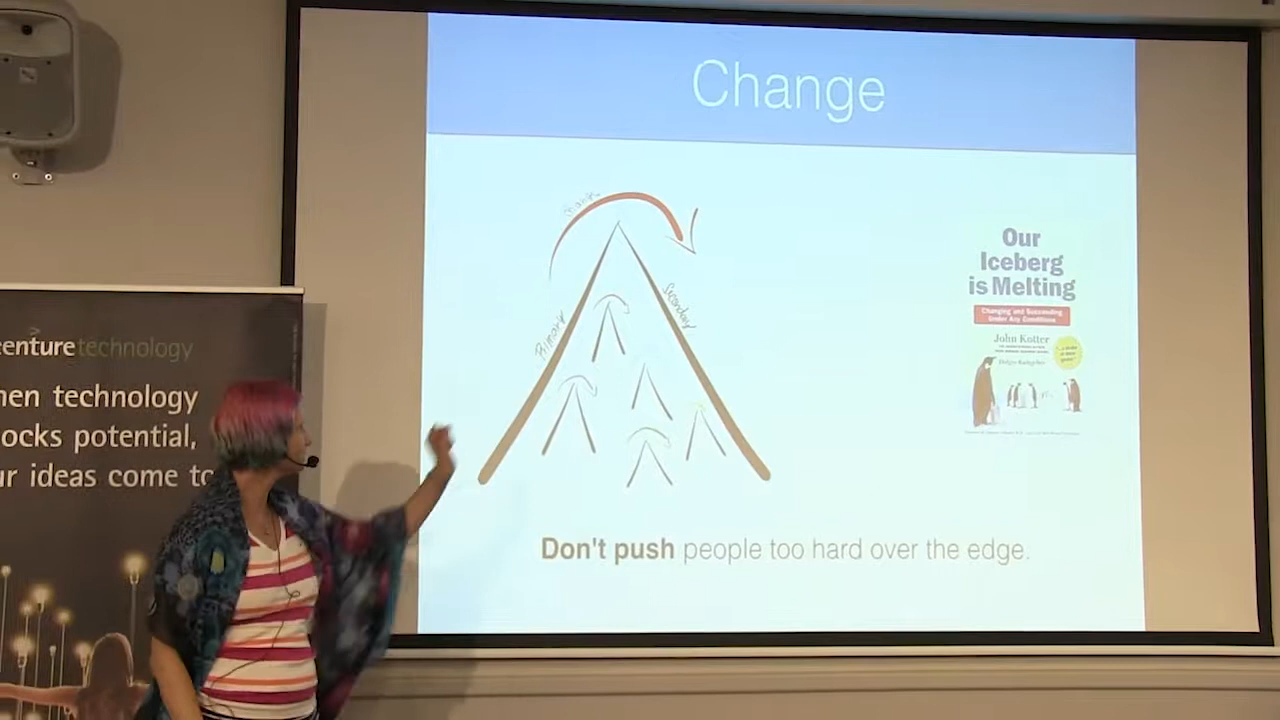 Change
Primary
Secondary
Our
Iceberg
is Melting
Changing and Succeeding
Under Any Conditions
John Kotter
Don't push people too hard over the edge.
centuretechnology
hen technology
ocks potential,
ur ideas come to